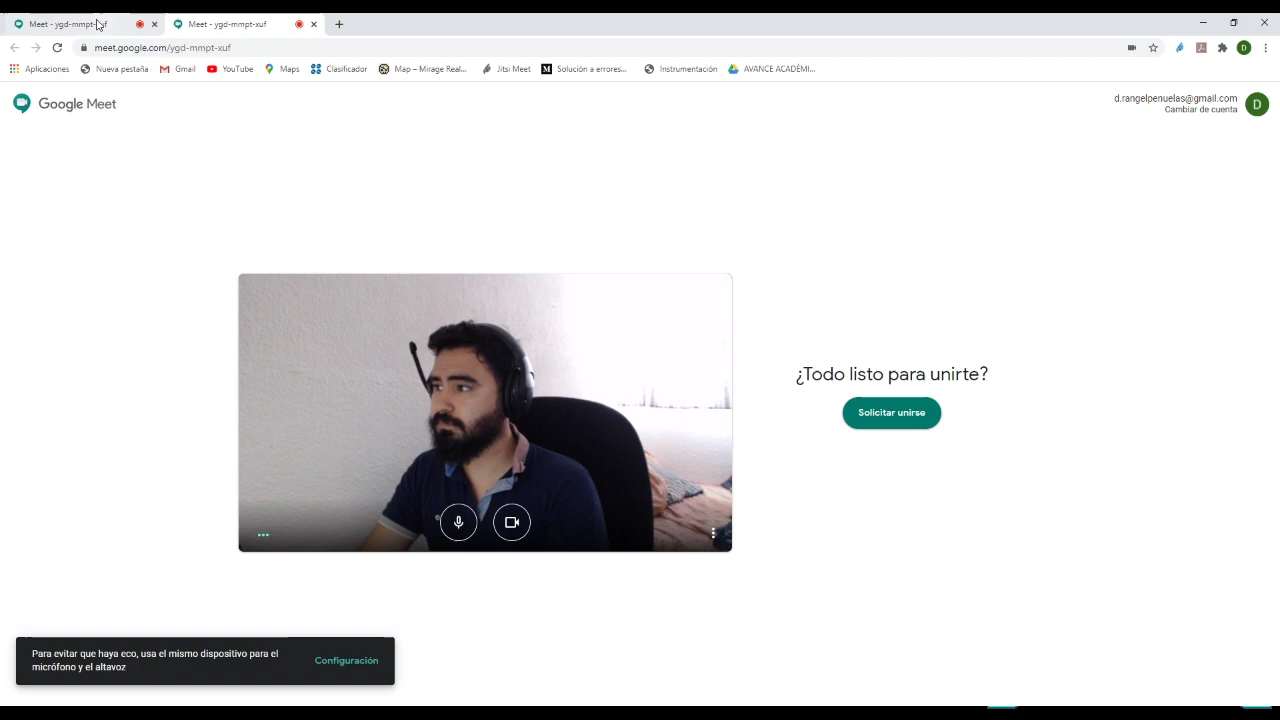 Meet - ygd-mmpt-xuf
Meet - ygd-mmpt-xuf
meet.google.com/ygd-mmpt-xuf
D
Aplicaciones
Nueva pestaña
Gmail
YouTube
Maps
Clasificador
Map – Mirage Real...
Jitsi Meet
M
Solución a errores...
Instrumentación
AVANCE ACADÉMI...
Google Meet
d.rangelpenuelas@gmail.com
Cambiar de cuenta
D
¿Todo listo para unirte?
Solicitar unirse
Para evitar que haya eco, usa el mismo dispositivo para el
micrófono y el altavoz
Configuración